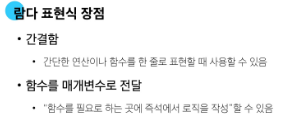 람다 표현식 장점
• 간결함
• 간단한 연산이나 함수를 한 줄로 표현할 때 사용할 수 있음
• 함수를 매개변수로 전달
• "함수를 필요로 하는 곳에 즉석에서 로직을 작성"할 수 있음